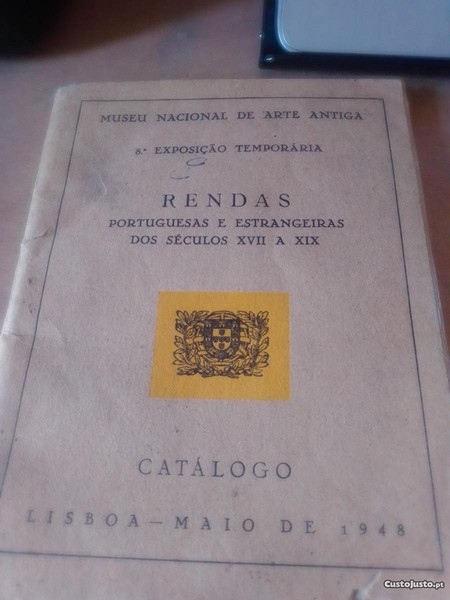 MUSEU NACIONAL DE ARTE ANTIGA
8.ª EXPOSIÇÃO TEMPORÁRIA
RENDAS
PORTUGUESAS E ESTRANGEIRAS
DOS SÉCULOS XVII A XIX
CATÁLOGO
LISBOA — MAIO DE 1948
© CustoJusto.pt